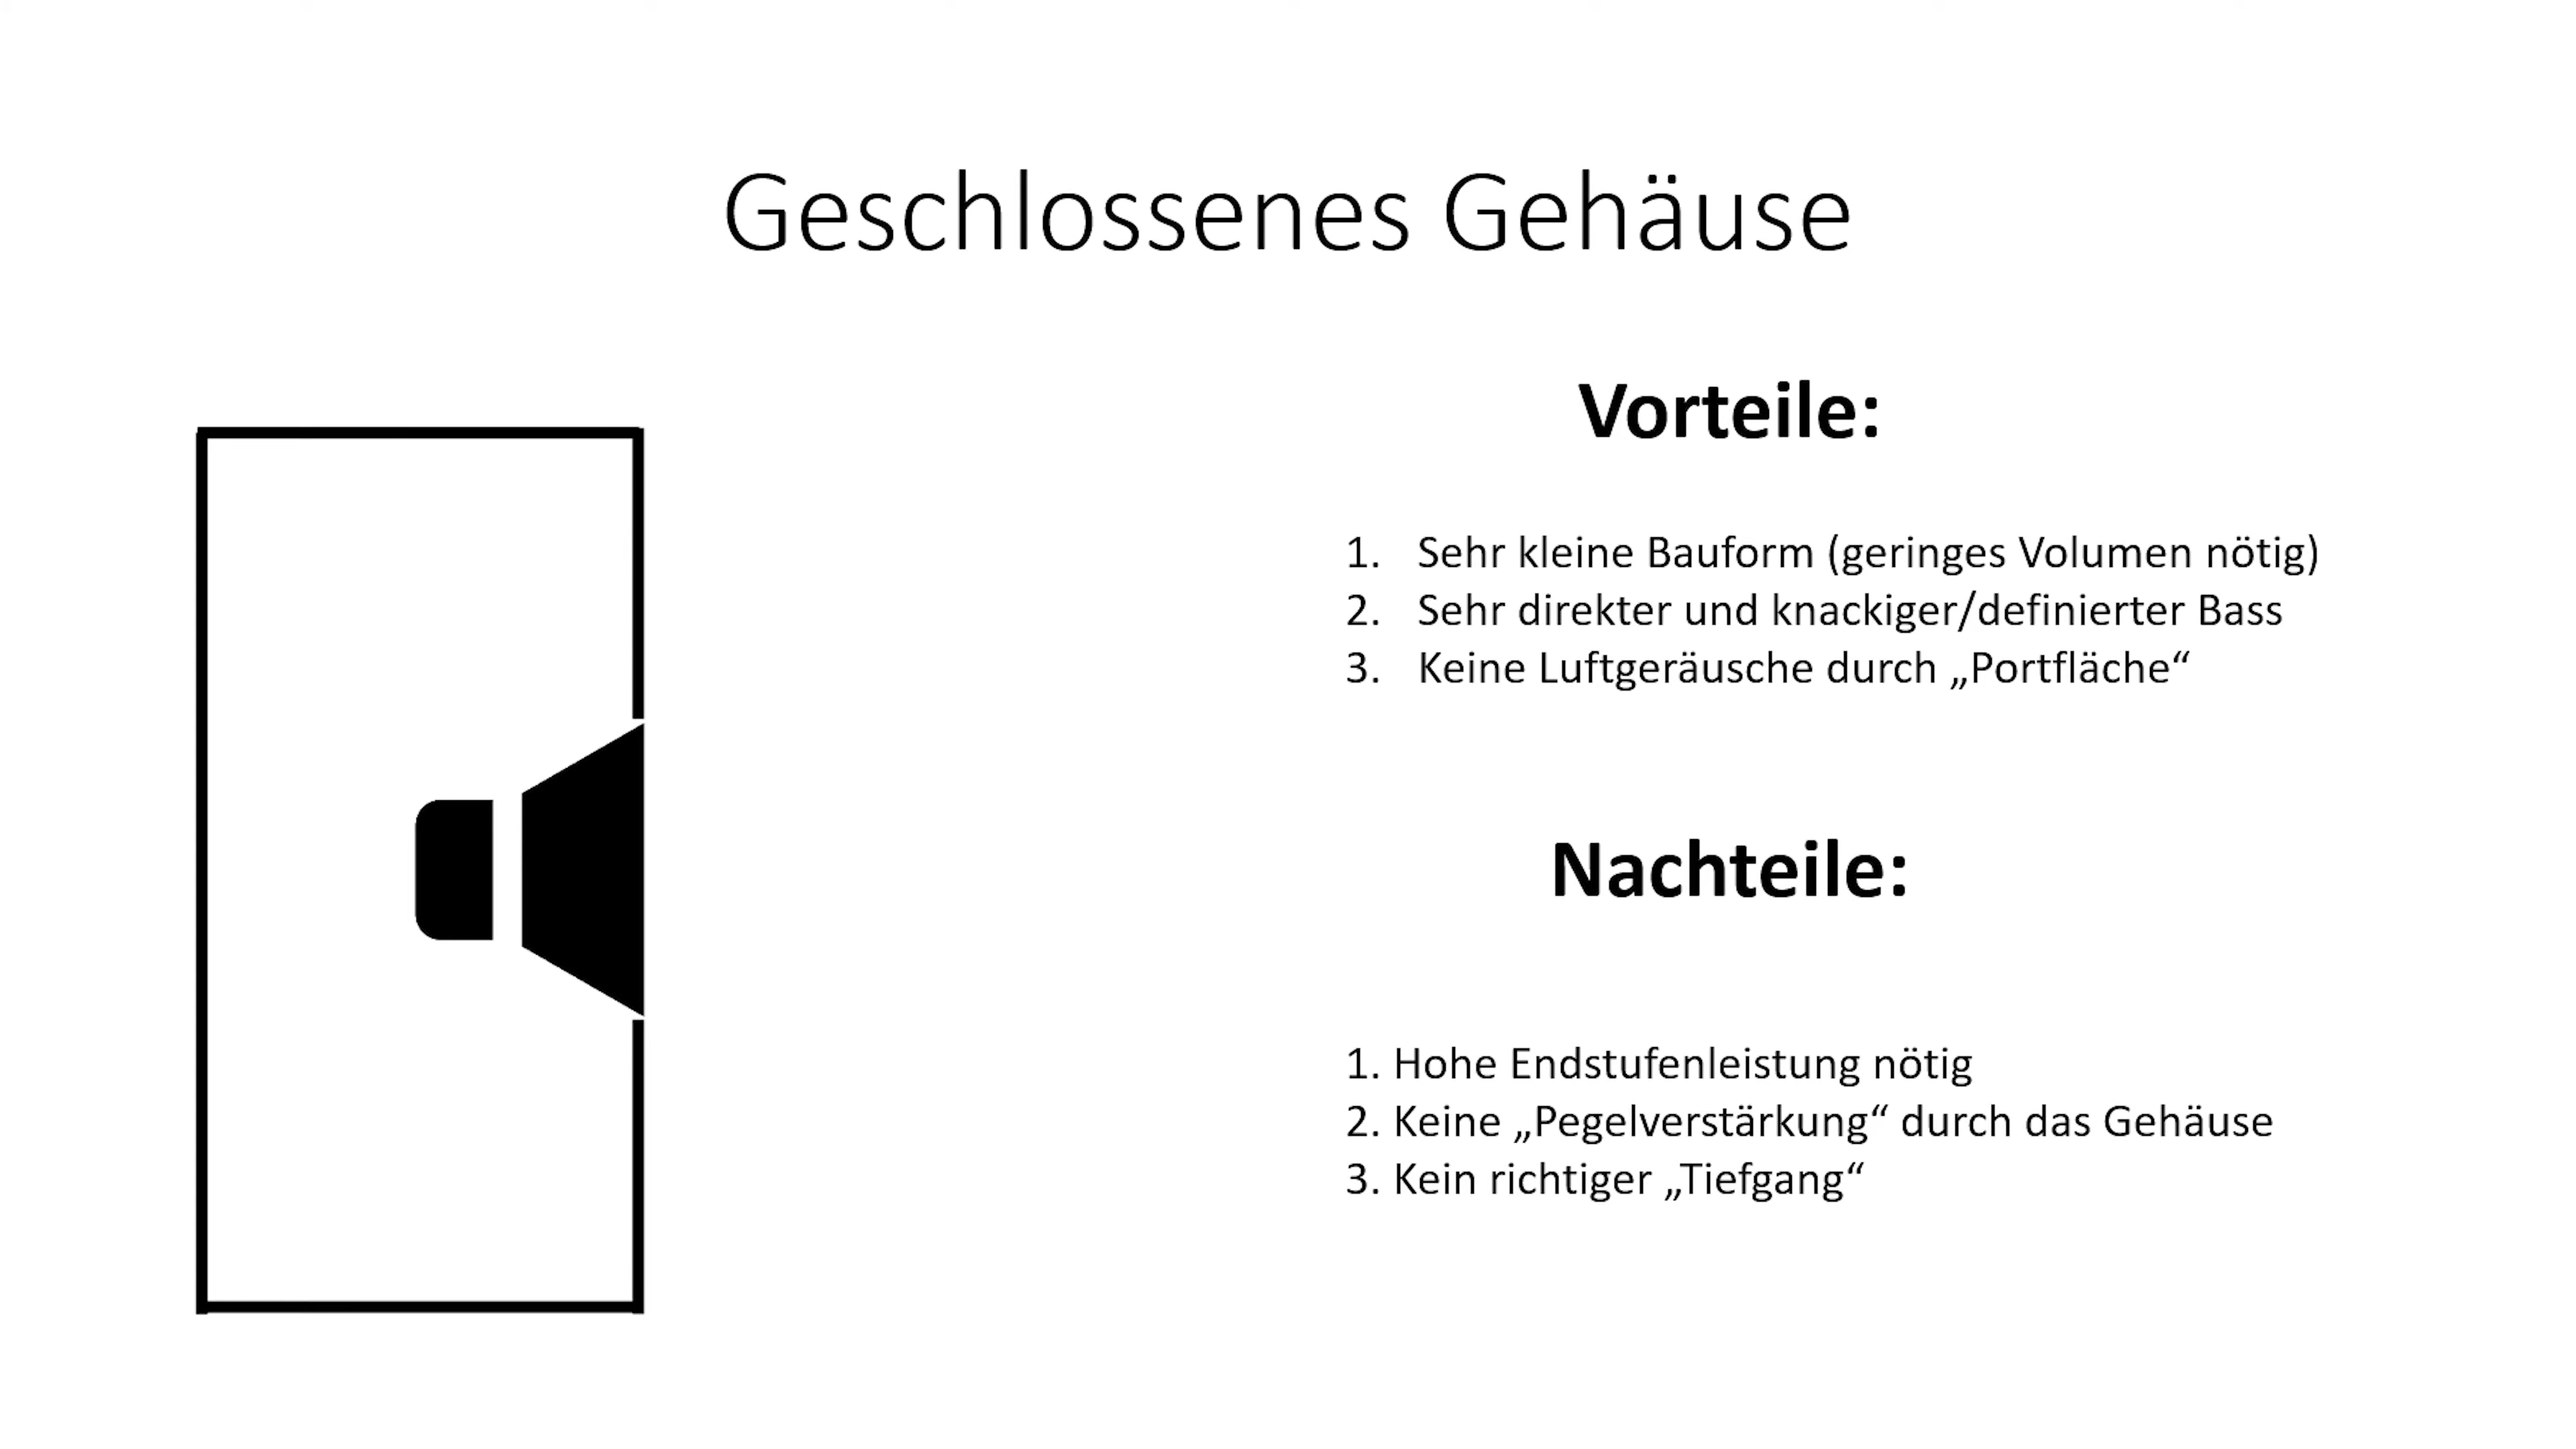 Geschlossenes Gehäuse
Vorteile:
1. Sehr kleine Bauform (geringes Volumen nötig)
2. Sehr direkter und knackiger/definierter Bass
3. Keine Luftgeräusche durch „Portfläche“
Nachteile:
1. Hohe Endstufenleistung nötig
2. Keine „Pegelverstärkung“ durch das Gehäuse
3. Kein richtiger „Tiefgang“